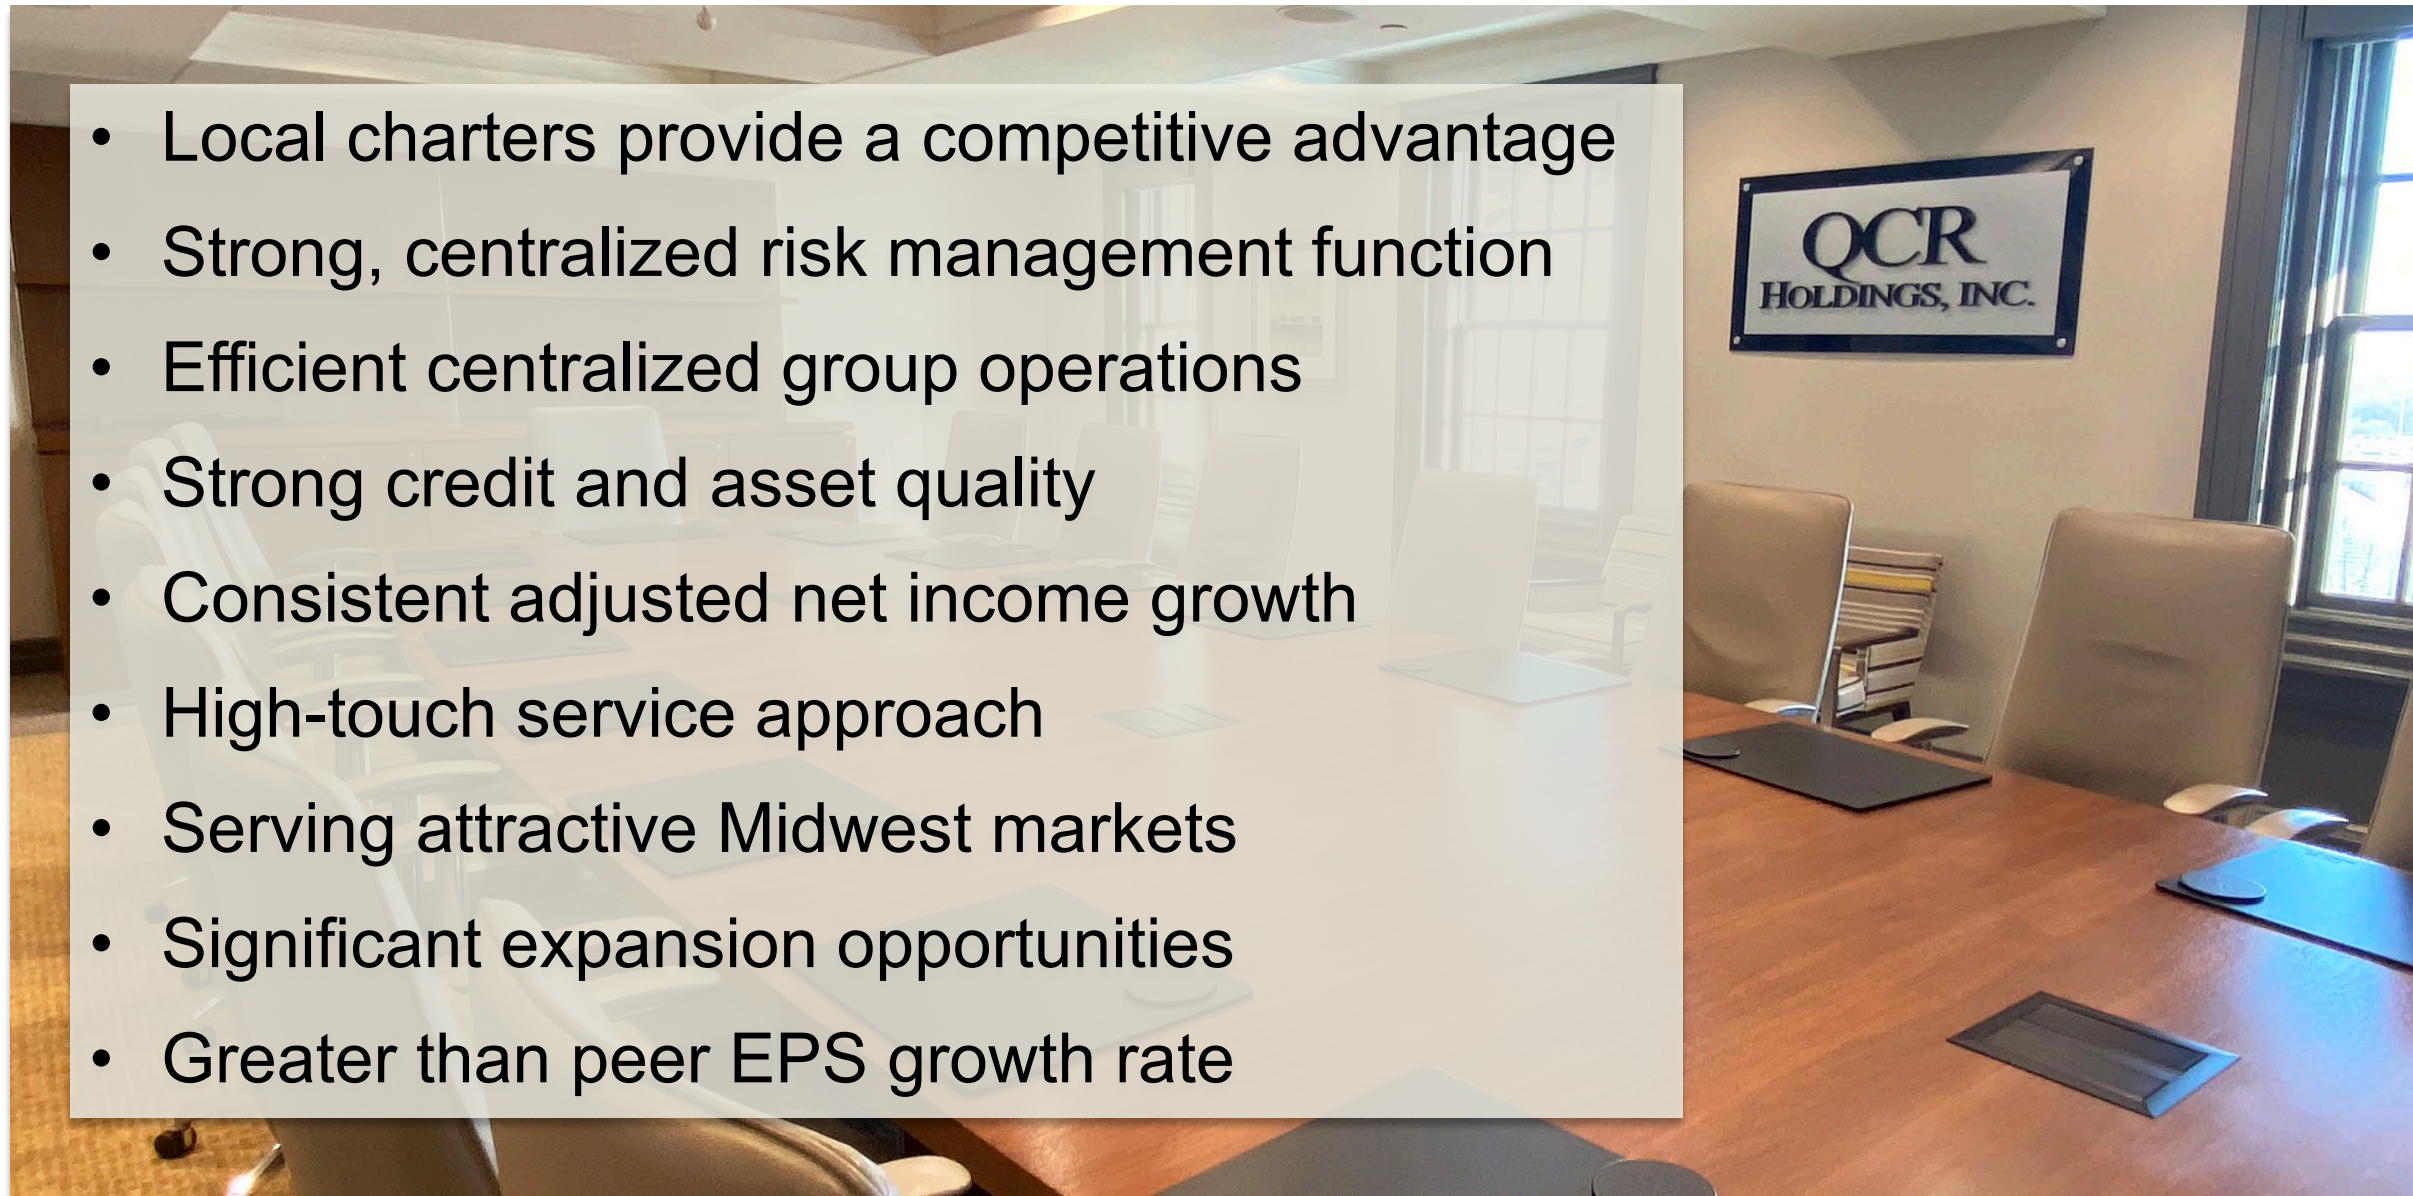 • Local charters provide a competitive advantage
• Strong, centralized risk management function
• Efficient centralized group operations
• Strong credit and asset quality
• Consistent adjusted net income growth
• High-touch service approach
• Serving attractive Midwest markets
• Significant expansion opportunities
• Greater than peer EPS growth rate
QCR
HOLDINGS, INC.